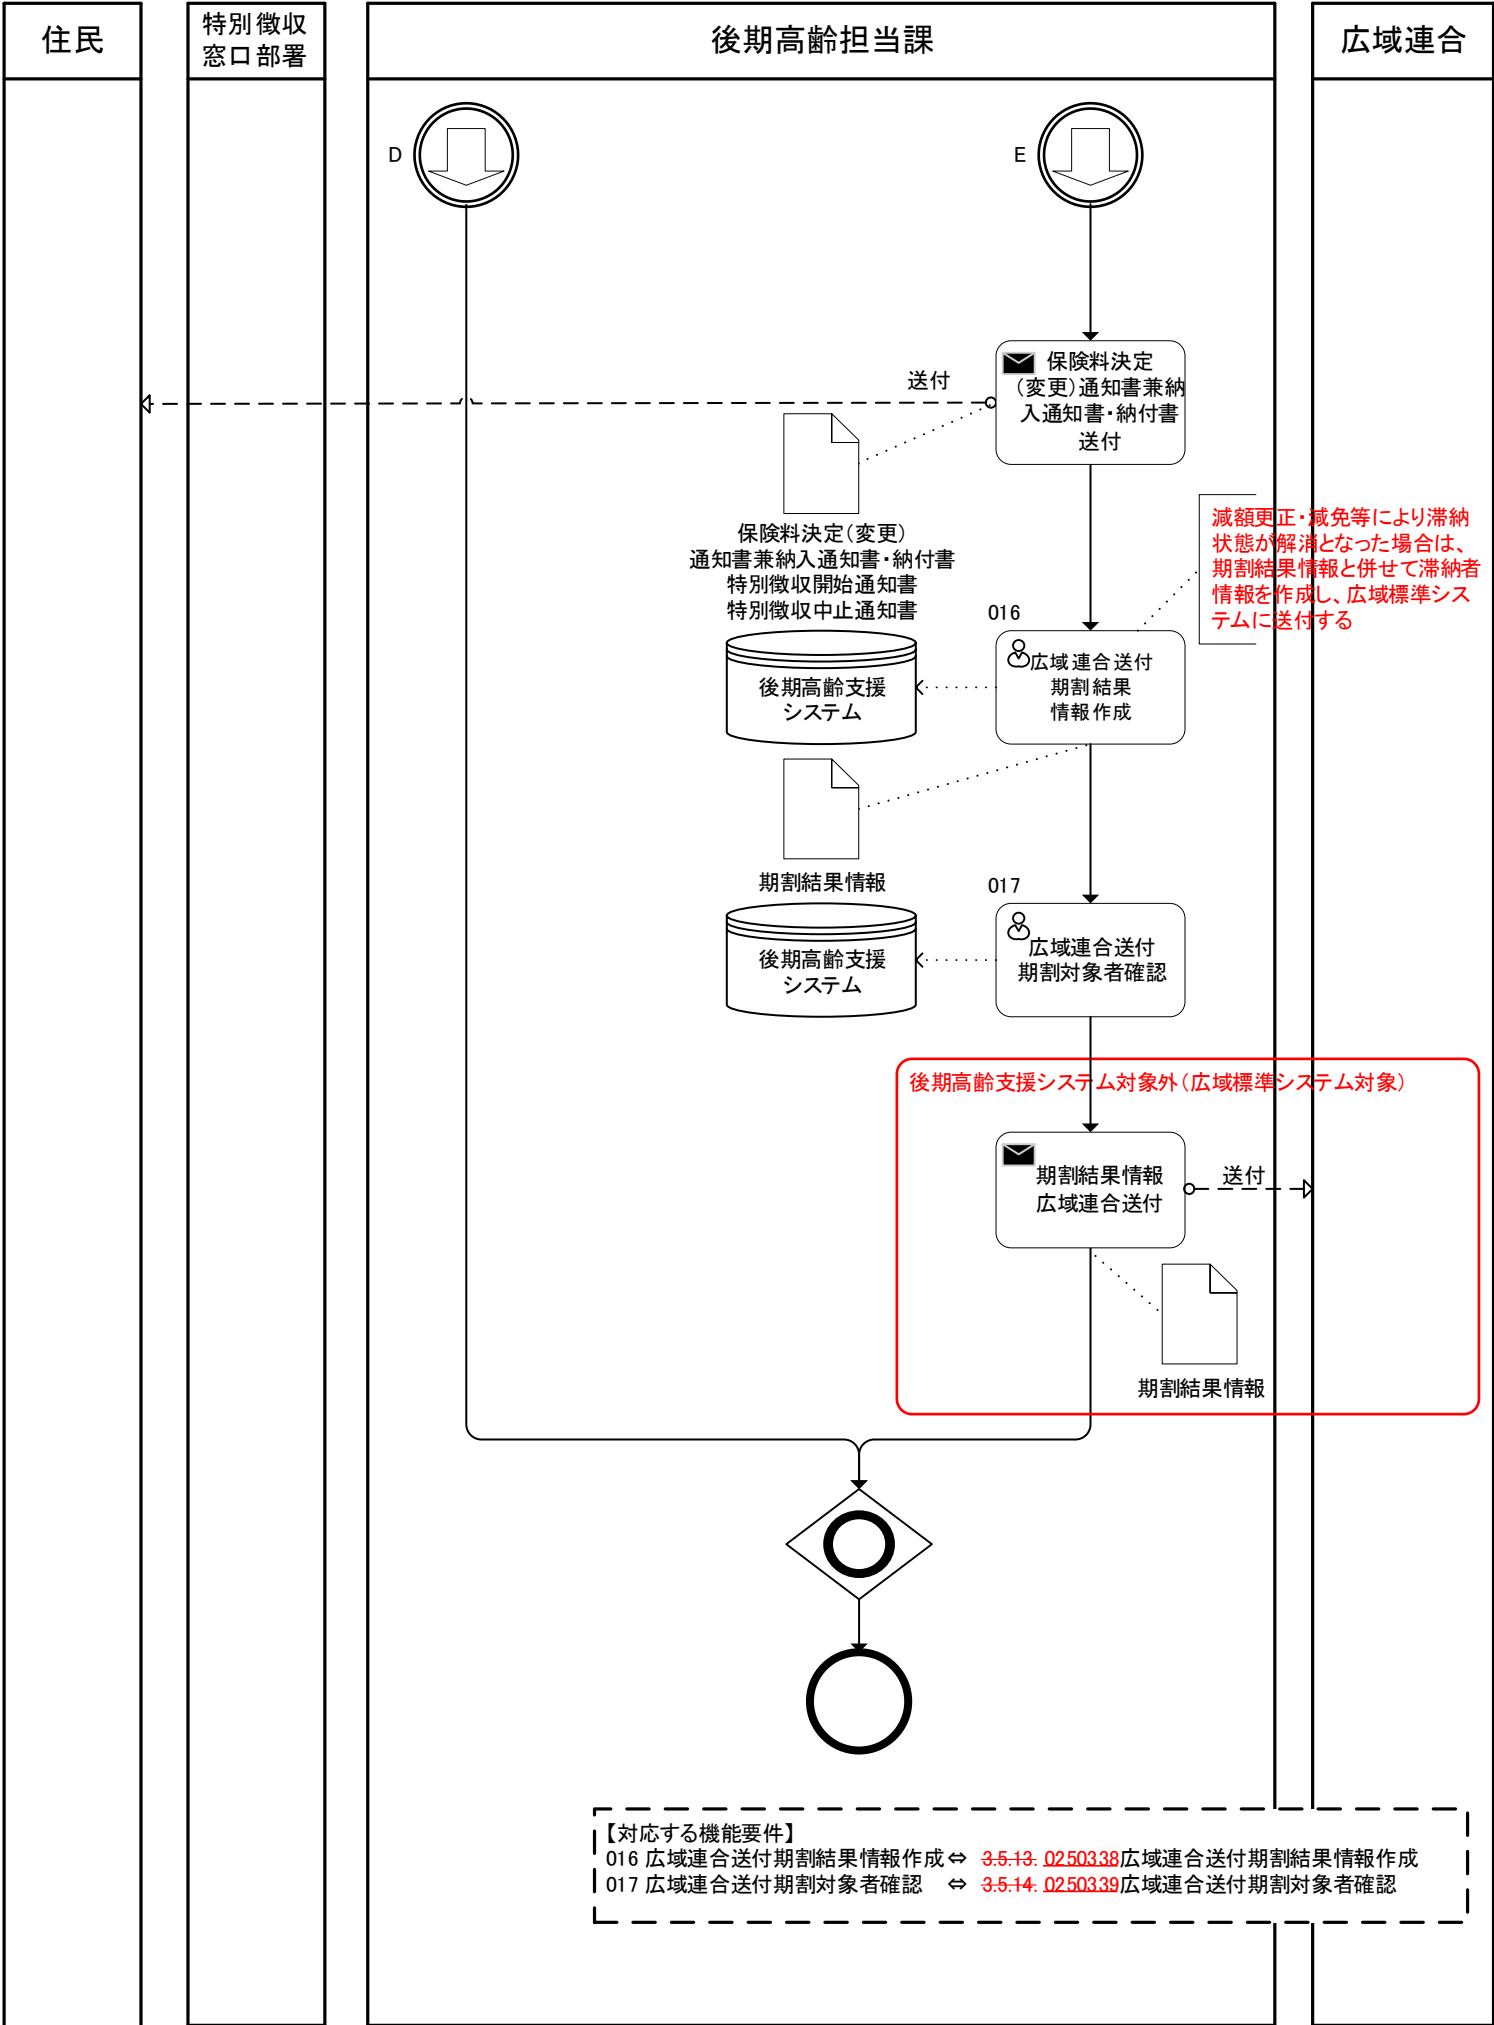 住民
特別徴収
窓口部署
後期高齢担当課
広域連合
D
E
送付
保険料決定
（変更）通知書兼納
入通知書・納付書
送付
保険料決定（変更）
通知書兼納入通知書・納付書
特別徴収開始通知書
特別徴収中止通知書
減額更正・減免等により滞納
状態が解消となった場合は、
期割結果情報と併せて滞納者
情報を作成し、広域標準シス
テムに送付する
016
広域連合送付
期割結果
情報作成
後期高齢支援
システム
期割結果情報
017
広域連合送付
期割対象者確認
後期高齢支援
システム
後期高齢支援システム対象外（広域標準システム対象）
期割結果情報
広域連合送付
送付
期割結果情報
【対応する機能要件】
016 広域連合送付期割結果情報作成⇔ 3.5.13. 0250338広域連合送付期割結果情報作成
017 広域連合送付期割対象者確認 ⇔ 3.5.14. 0250339広域連合送付期割対象者確認